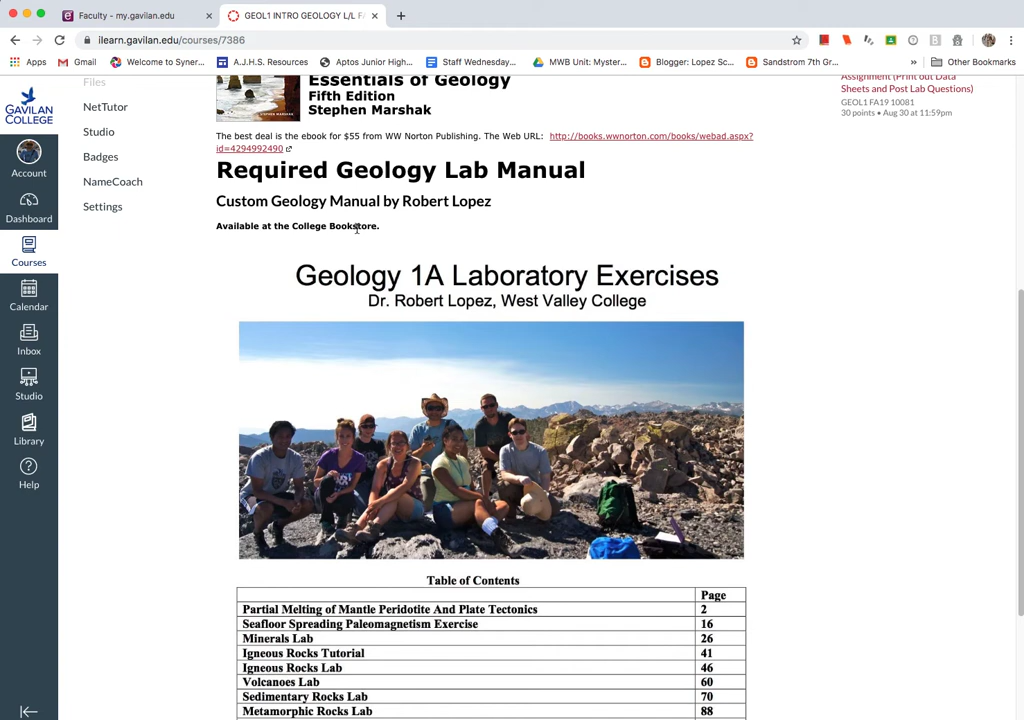 Faculty - my.gavilan.edu
GEOL1 INTRO GEOLOGY L/L FA
ilearn.gavilan.edu/courses/7386
Apps
Gmail
Welcome to Syner...
A.J.H.S. Resources
Aptos Junior High...
Staff Wednesday...
MWB Unit: Myster...
Blogger: Lopez Sc...
Sandstrom 7th Gr...
»
Other Bookmarks
GAVILAN
COLLEGE
Account
Dashboard
Courses
Calendar
Inbox
Studio
Library
Help
Files
NetTutor
Studio
Badges
NameCoach
Settings
Essentials of Geology
Fifth Edition
Stephen Marshak
The best deal is the ebook for $55 from WW Norton Publishing. The Web URL: http://books.wwnorton.com/books/webad.aspx?
id=4294992490
Required Geology Lab Manual
Custom Geology Manual by Robert Lopez
Available at the College Bookstore.
Geology 1A Laboratory Exercises
Dr. Robert Lopez, West Valley College
Table of Contents
Page
Partial Melting of Mantle Peridotite And Plate Tectonics 2
Seafloor Spreading Paleomagnetism Exercise 16
Minerals Lab 26
Igneous Rocks Tutorial 41
Igneous Rocks Lab 46
Volcanoes Lab 60
Sedimentary Rocks Lab 70
Metamorphic Rocks Lab 88
Assignment (Print out Data
Sheets and Post Lab Questions)
GEOL1 FA19 10081
30 points • Aug 30 at 11:59pm